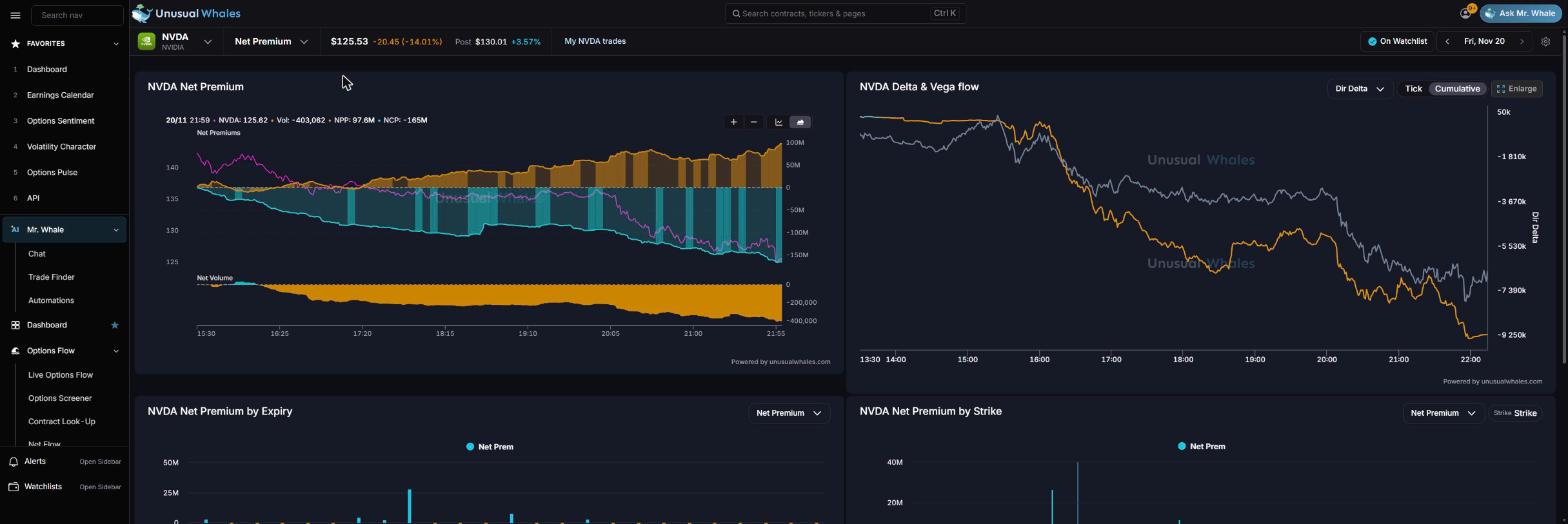 Search nav
Unusual Whales
Search contracts, tickers & pages
Ctrl K
9+
Ask Mr. Whale
FAVORITES
1 Dashboard
2 Earnings Calendar
3 Options Sentiment
4 Volatility Character
5 Options Pulse
6 API
AI Mr. Whale
Chat
Trade Finder
Automations
Dashboard
Options Flow
Live Options Flow
Options Screener
Contract Look-Up
Net Flow
Alerts Open Sidebar
Watchlists Open Sidebar
NVDA
NVIDIA
Net Premium
$125.53 -20.45 (-14.01%) Post $130.01 +3.57%
My NVDA trades
On Watchlist
Fri, Nov 20
NVDA Net Premium
20/11 21:59 • NVDA: 125.62 • Vol: -403,062 • NPP: 97.6M • NCP: -165M
Net Premiums
140
135
130
125
100M
50M
0
-50M
-100M
-150M
Unusual Whales
Net Volume
0
-200,000
-400,000
15:30 16:25 17:20 18:15 19:10 20:05 21:00 21:55
Powered by unusualwhales.com
NVDA Delta & Vega flow
Dir Delta
Tick Cumulative
Enlarge
50k
-1 810k
-3 670k
-5 530k
-7 390k
-9 250k
Dir Delta
Unusual Whales
Unusual Whales
13:30 14:00 15:00 16:00 17:00 18:00 19:00 20:00 21:00 22:00
Powered by unusualwhales.com
NVDA Net Premium by Expiry
Net Premium
Net Prem
50M
25M
0
NVDA Net Premium by Strike
Net Premium
Strike Strike
Net Prem
40M
20M